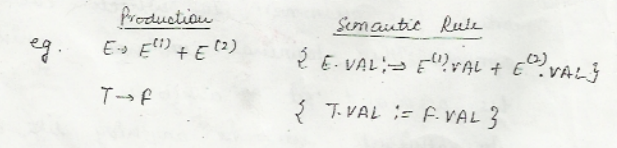 Production Semantic Rule
eg. E → E⁽¹⁾ + E⁽²⁾ { E.VAL :→ E⁽¹⁾.VAL + E⁽²⁾.VAL }
T → F { T.VAL := F.VAL }